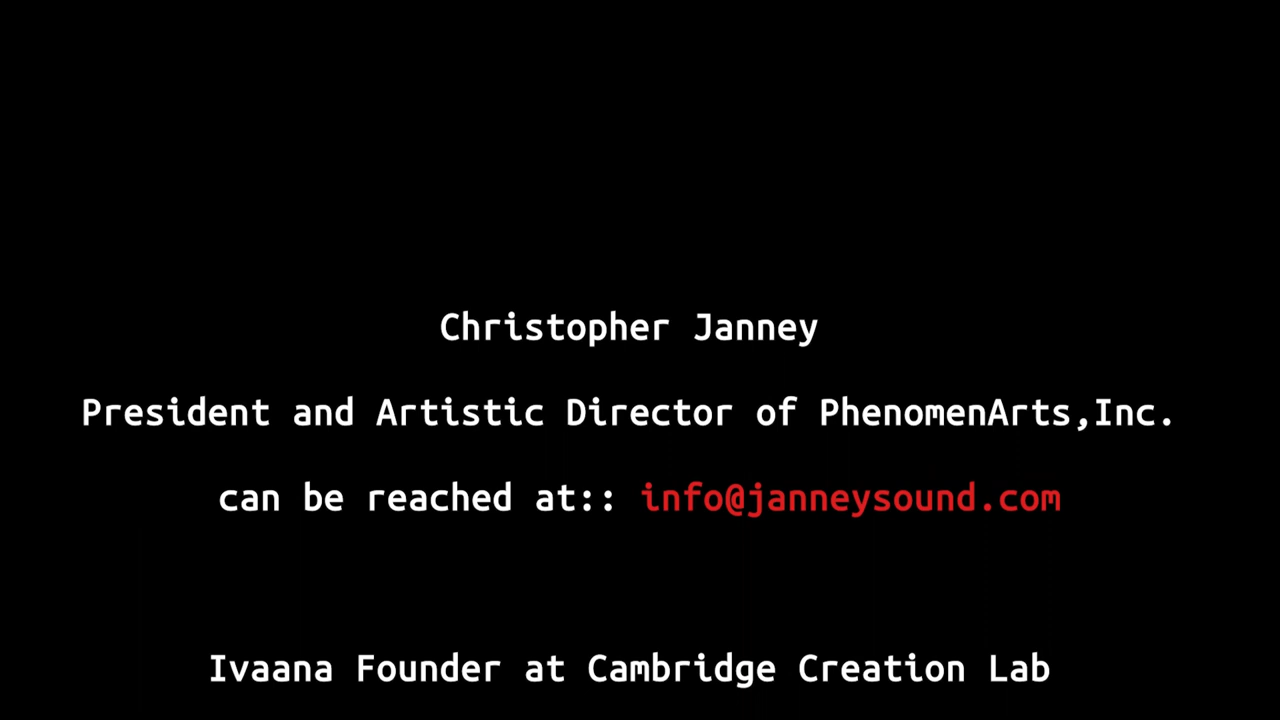 Christopher Janney
President and Artistic Director of PhenomenArts,Inc.
can be reached at:: info@janneysound.com
Ivaana Founder at Cambridge Creation Lab